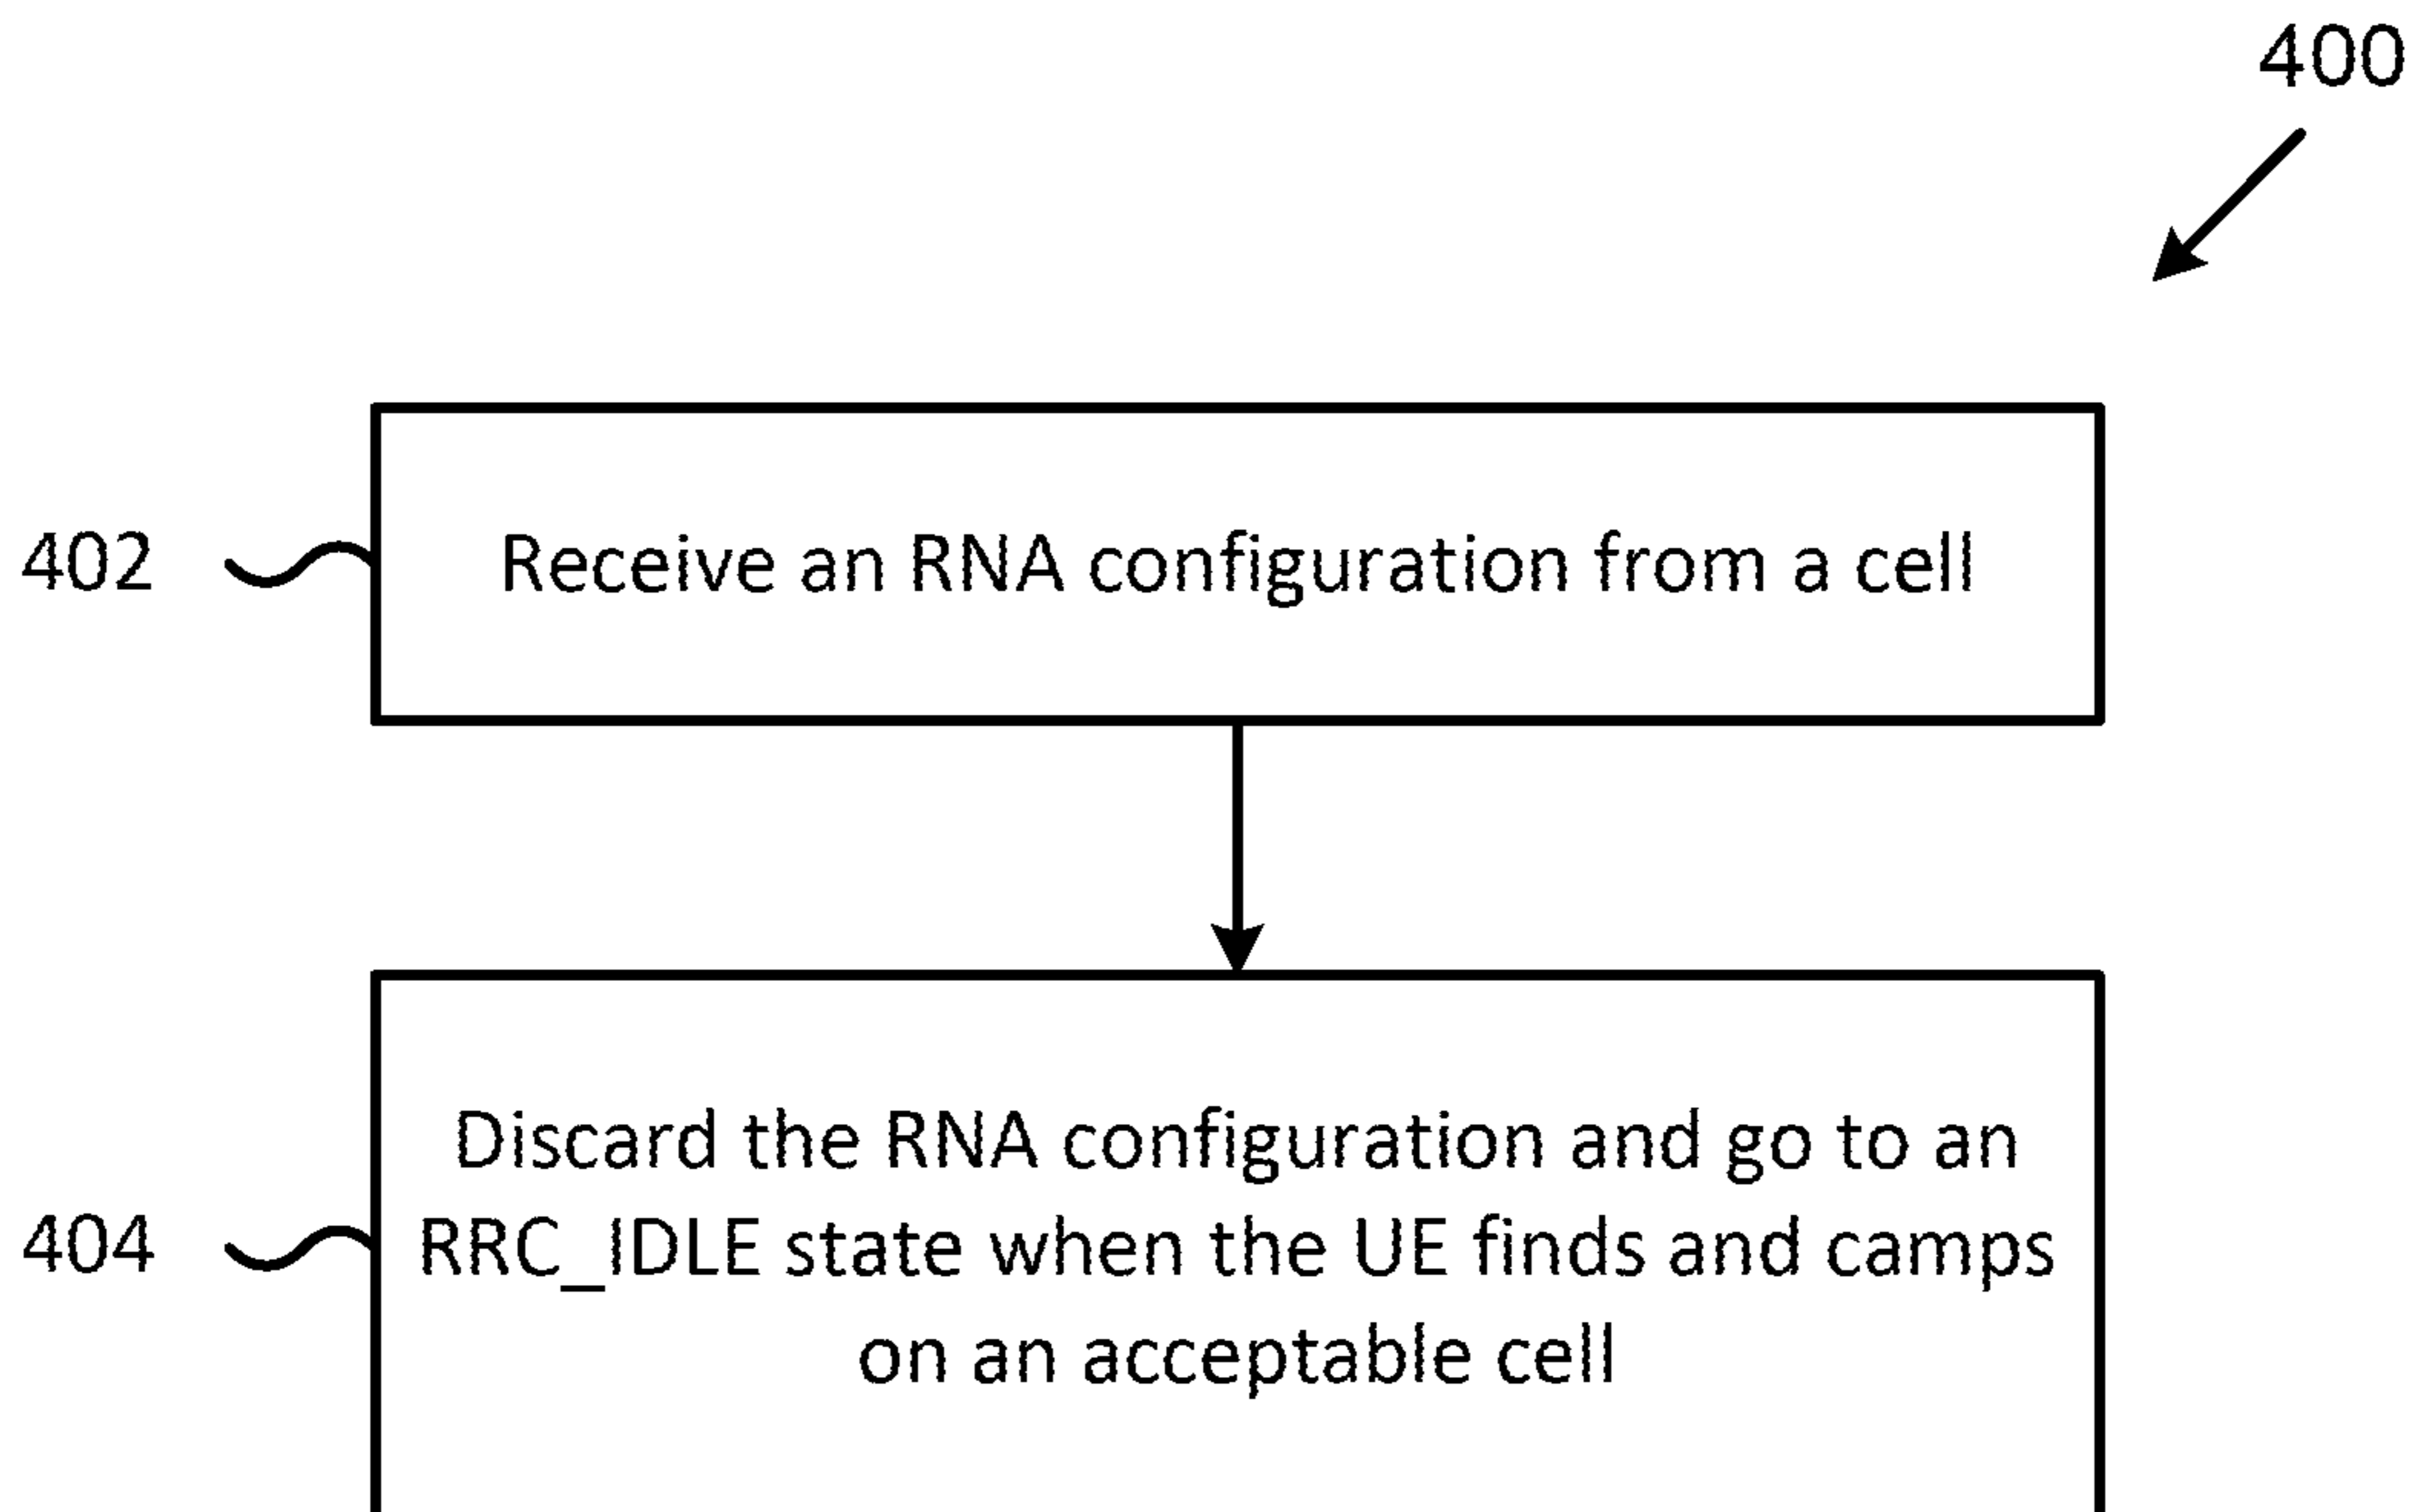 400
402
Receive an RNA configuration from a cell
Discard the RNA configuration and go to an
404
RRC_IDLE state when the UE finds and camps
on an acceptable cell